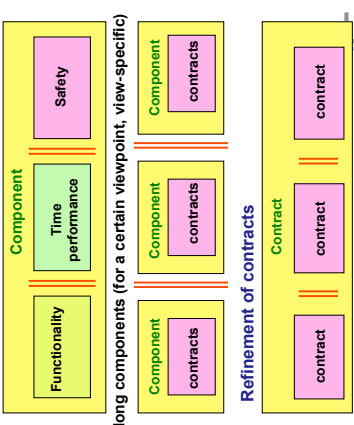 Component
Functionality
Time
performance
Safety
long components (for a certain viewpoint, view-specific)
Component
contracts
Component
contracts
Component
contracts
Refinement of contracts
Contract
contract
contract
contract